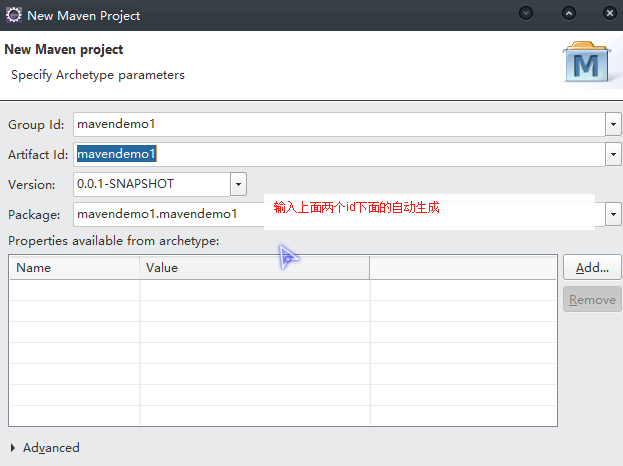 New Maven Project
New Maven project
Specify Archetype parameters
M
Group Id: mavendemo1
Artifact Id: mavendemo1
Version: 0.0.1-SNAPSHOT
Package: mavendemo1.mavendemo1
输入上面两个id下面的自动生成
Properties available from archetype:
Name Value
Add...
Remove
Advanced